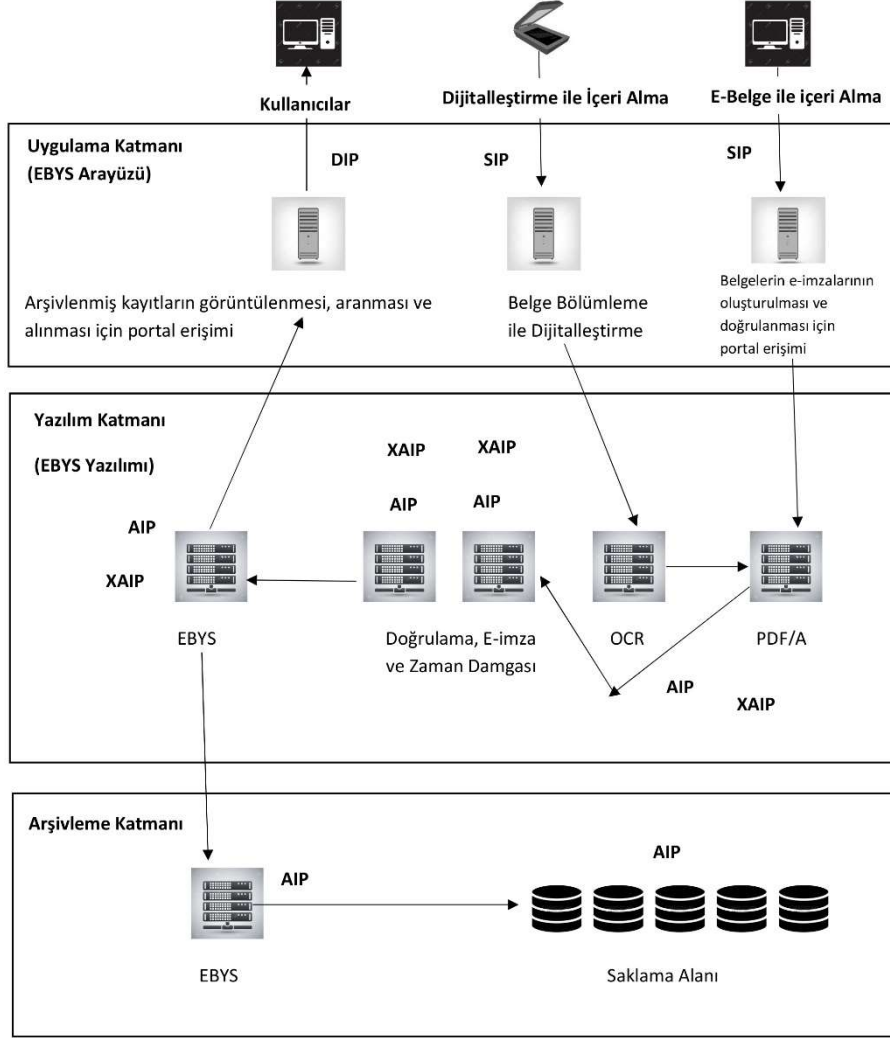 Kullanıcılar
Dijitalleştirme ile İçeri Alma
E-Belge ile içeri Alma
Uygulama Katmanı
(EBYS Arayüzü)
DIP
SIP
SIP
Arşivlenmiş kayıtların görüntülenmesi, aranması ve
alınması için portal erişimi
Belge Bölümleme
ile Dijitalleştirme
Belgelerin e-imzalarının
oluşturulması ve
doğrulanması için
portal erişimi
Yazılım Katmanı
(EBYS Yazılımı)
XAIP
XAIP
AIP
AIP
AIP
XAIP
EBYS
Doğrulama, E-imza
ve Zaman Damgası
OCR
PDF/A
AIP
XAIP
Arşivleme Katmanı
AIP
AIP
EBYS
Saklama Alanı